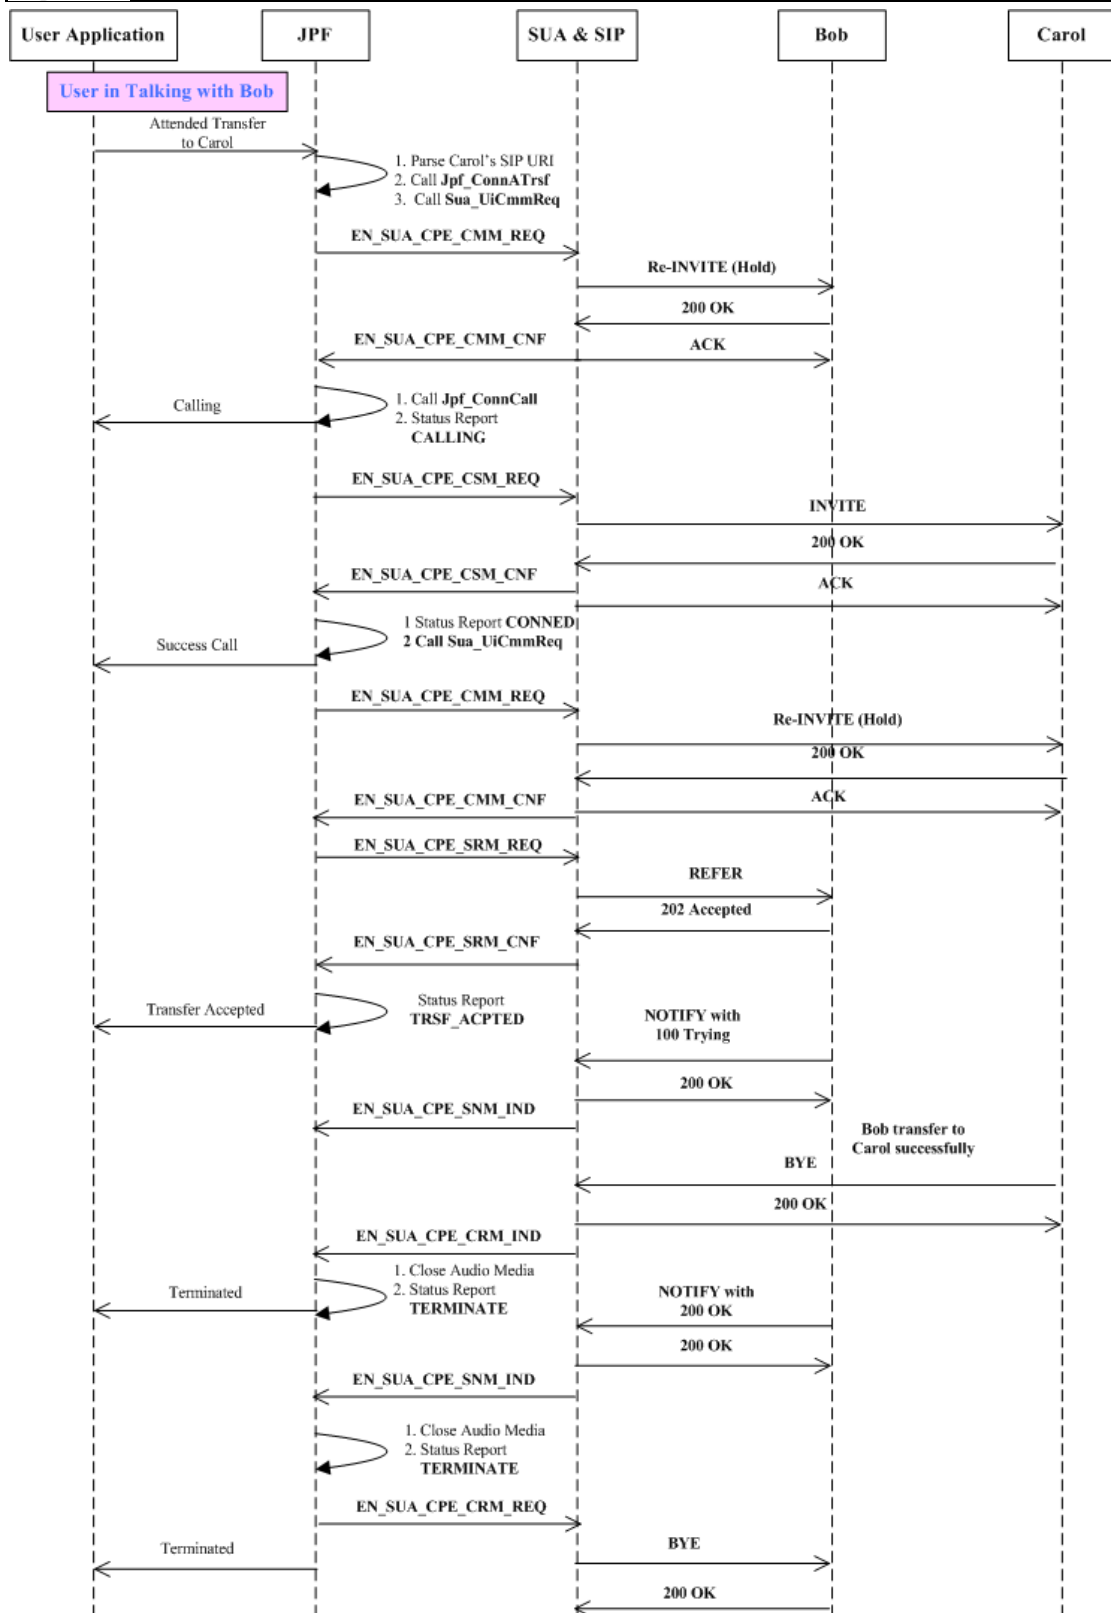 User Application
JPF
SUA & SIP
Bob
Carol
User in Talking with Bob
Attended Transfer
to Carol
1. Parse Carol's SIP URI
2. Call Jpf_ConnATrsf
3. Call Sua_UiCmmReq
EN_SUA_CPE_CMM_REQ
Re-INVITE (Hold)
200 OK
EN_SUA_CPE_CMM_CNF
ACK
Calling
1. Call Jpf_ConnCall
2. Status Report
CALLING
EN_SUA_CPE_CSM_REQ
INVITE
200 OK
EN_SUA_CPE_CSM_CNF
ACK
1 Status Report CONNED
2 Call Sua_UiCmmReq
Success Call
EN_SUA_CPE_CMM_REQ
Re-INVITE (Hold)
200 OK
EN_SUA_CPE_CMM_CNF
ACK
EN_SUA_CPE_SRM_REQ
REFER
202 Accepted
EN_SUA_CPE_SRM_CNF
Transfer Accepted
Status Report
TRSF_ACPTED
NOTIFY with
100 Trying
200 OK
EN_SUA_CPE_SNM_IND
Bob transfer to
Carol successfully
BYE
200 OK
EN_SUA_CPE_CRM_IND
1. Close Audio Media
2. Status Report
TERMINATE
Terminated
NOTIFY with
200 OK
200 OK
EN_SUA_CPE_SNM_IND
1. Close Audio Media
2. Status Report
TERMINATE
EN_SUA_CPE_CRM_REQ
Terminated
BYE
200 OK